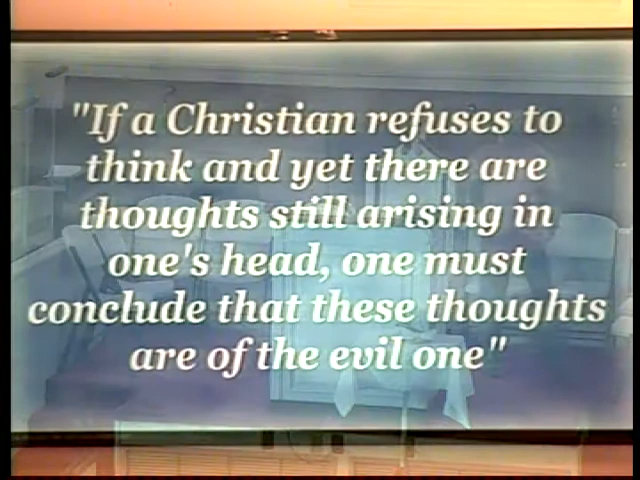 "If a Christian refuses to
think and yet there are
thoughts still arising in
one's head, one must
conclude that these thoughts
are of the evil one"